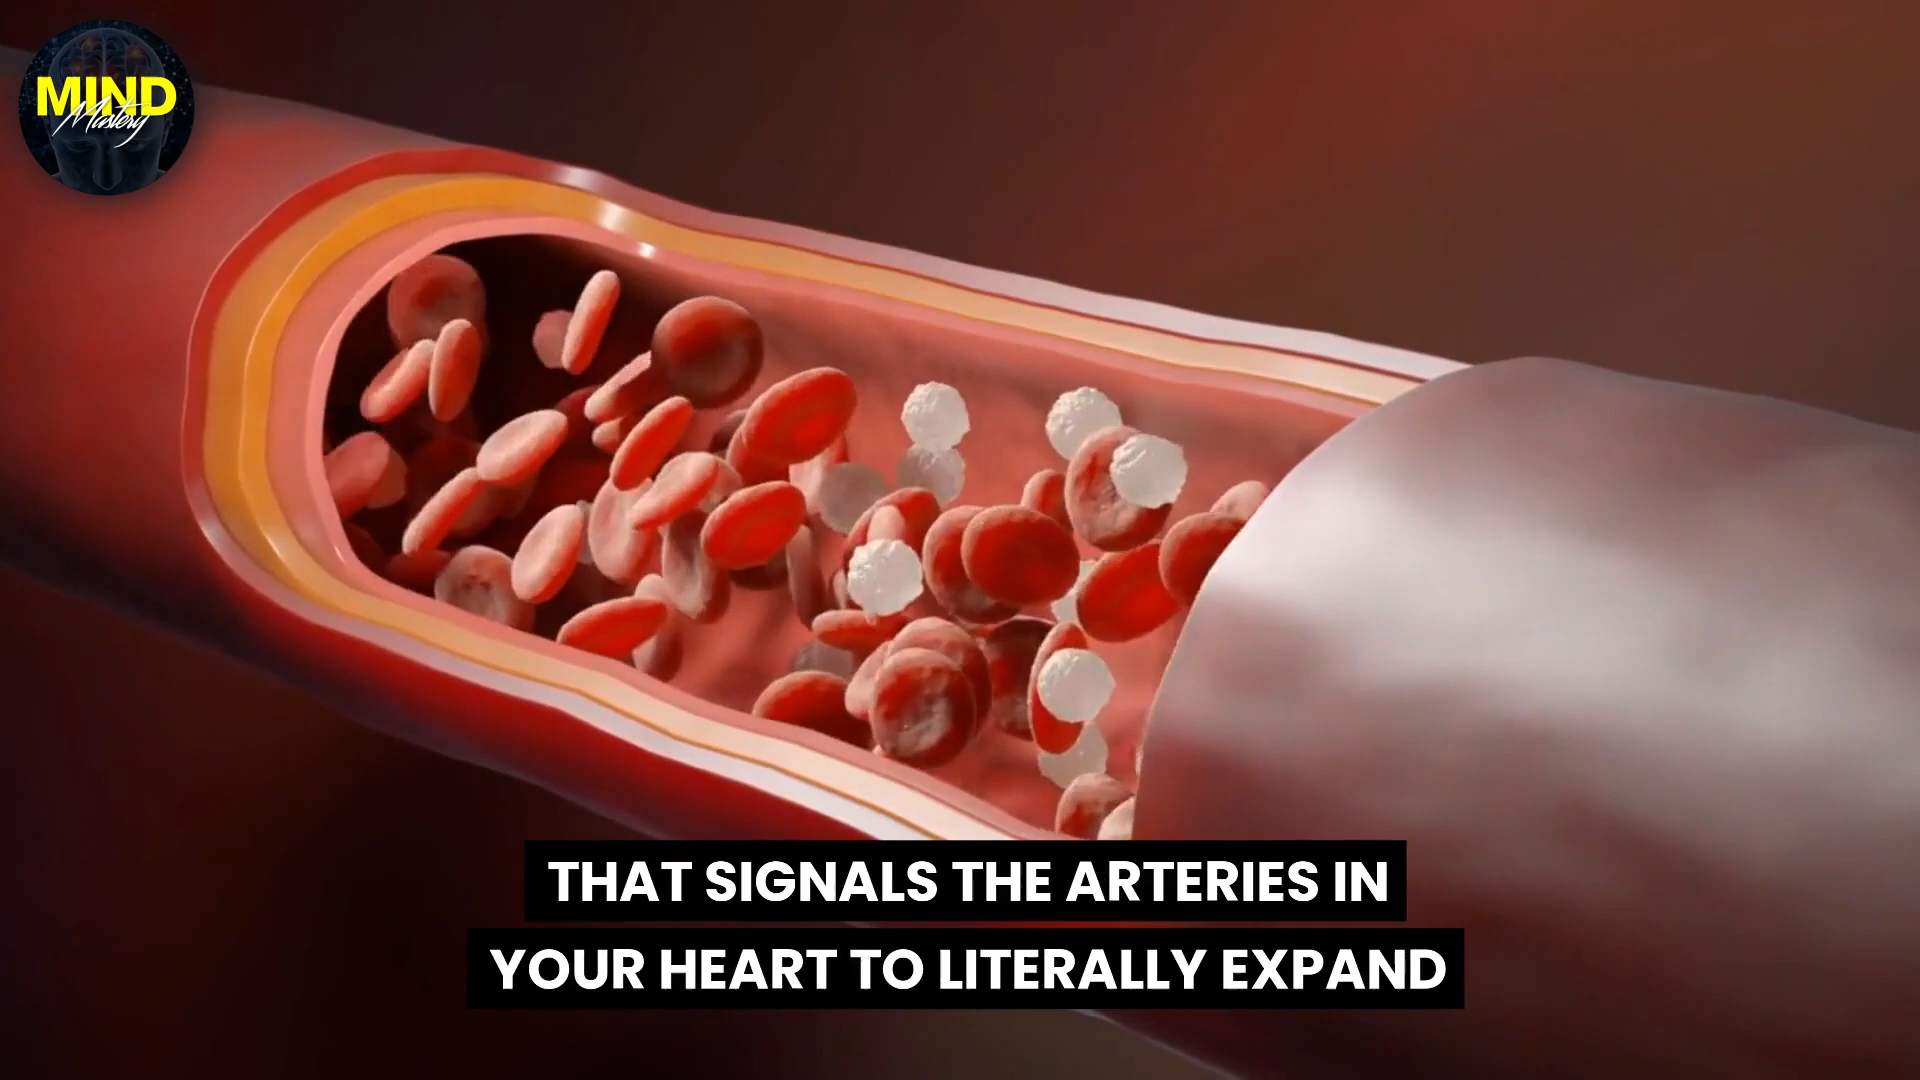 MIND
Mastery
THAT SIGNALS THE ARTERIES IN
YOUR HEART TO LITERALLY EXPAND